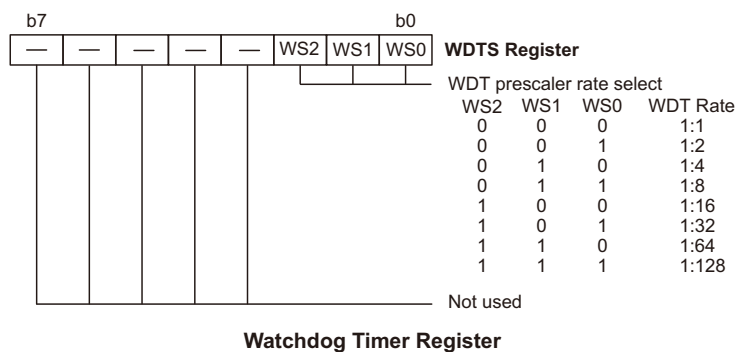 b7 b0
— — — — — WS2 WS1 WS0 WDTS Register
WDT prescaler rate select
WS2 WS1 WS0 WDT Rate
0 0 0 1:1
0 0 1 1:2
0 1 0 1:4
0 1 1 1:8
1 0 0 1:16
1 0 1 1:32
1 1 0 1:64
1 1 1 1:128
Not used
Watchdog Timer Register